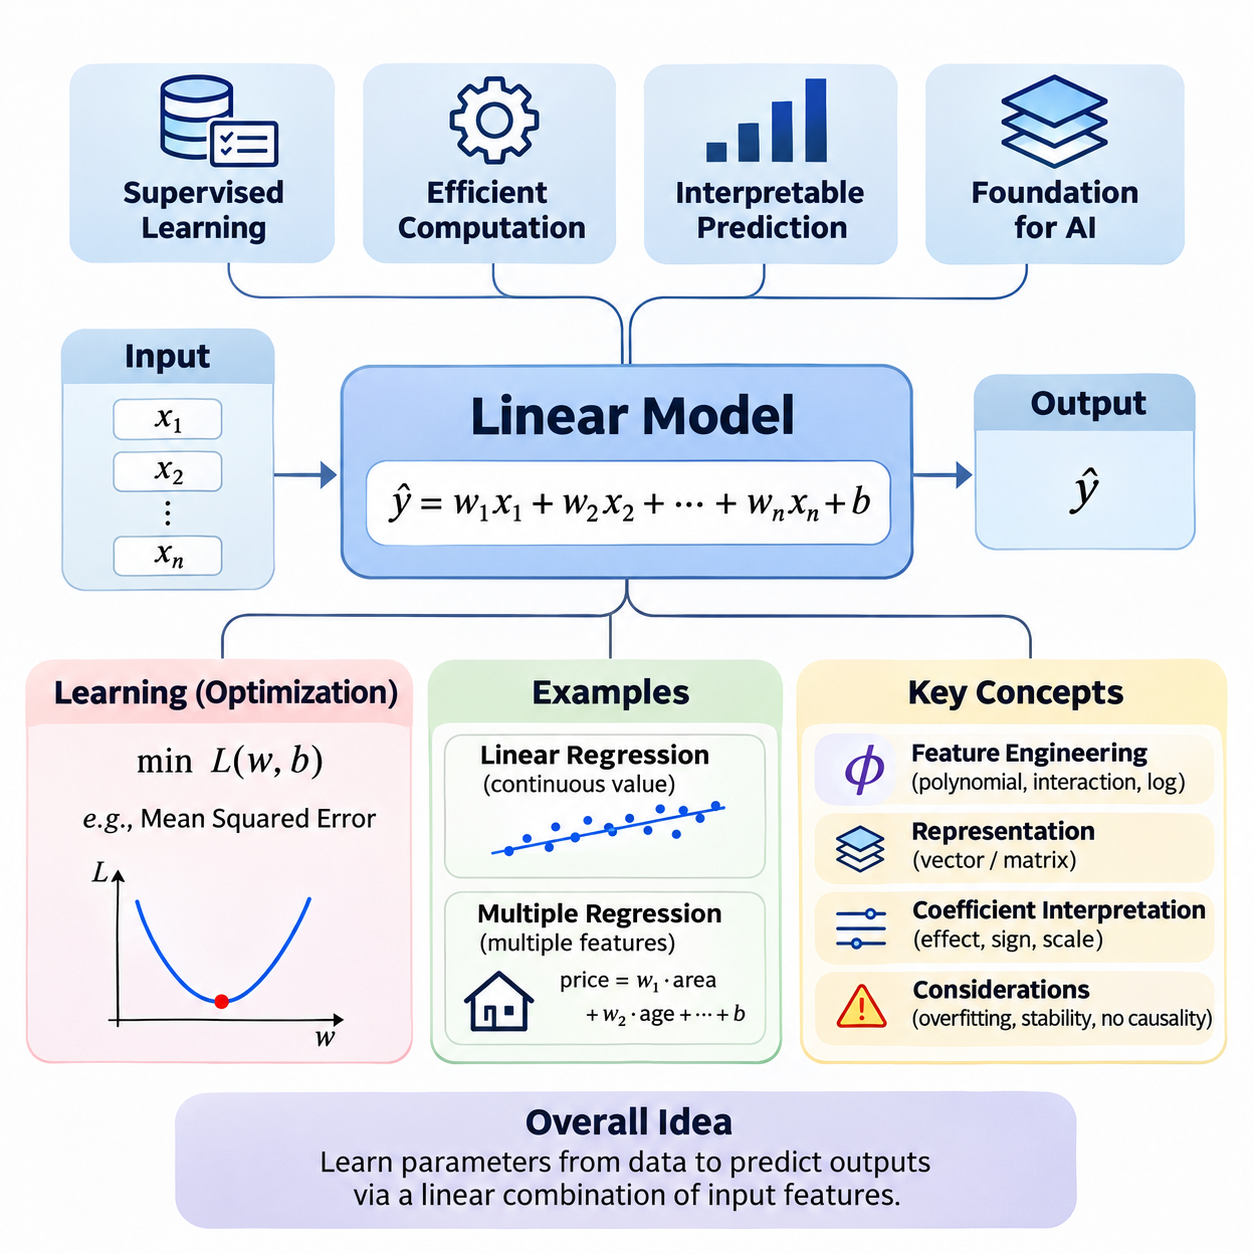 Supervised
Learning
Efficient
Computation
Interpretable
Prediction
Foundation
for AI
Input
x₁
x₂
⋮
xₙ
Linear Model
ŷ = w₁x₁ + w₂x₂ + ⋯ + wₙxₙ + b
Output
ŷ
Learning (Optimization)
min L(w, b)
e.g., Mean Squared Error
L
w
Examples
Linear Regression
(continuous value)
Multiple Regression
(multiple features)
price = w₁ · area
+ w₂ · age + ⋯ + b
Key Concepts
ϕ
Feature Engineering
(polynomial, interaction, log)
Representation
(vector / matrix)
Coefficient Interpretation
(effect, sign, scale)
Considerations
(overfitting, stability, no causality)
Overall Idea
Learn parameters from data to predict outputs
via a linear combination of input features.